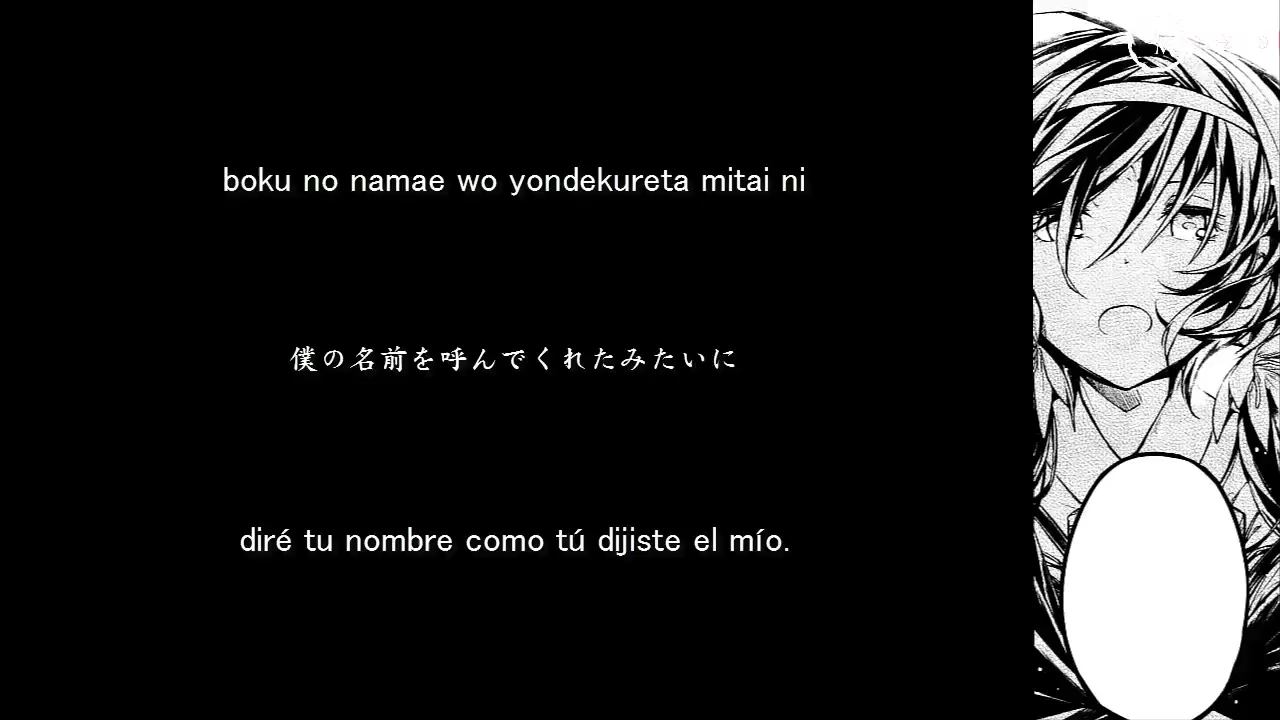 boku no namae wo yondekureta mitai ni
僕の名前を呼んでくれたみたいに
diré tu nombre como tú dijiste el mío.